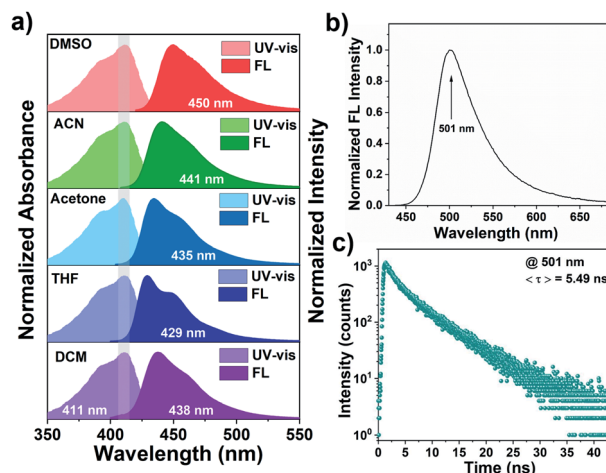 a)
Normalized Absorbance
Normalized Intensity
DMSO
UV-vis
FL
450 nm
ACN
UV-vis
FL
441 nm
Acetone
UV-vis
FL
435 nm
THF
UV-vis
FL
429 nm
DCM
UV-vis
FL
411 nm
438 nm
350 400 450 500 550
Wavelength (nm)
b)
Normalized FL Intensity
1.0
0.8
0.6
0.4
0.2
0.0
501 nm
450 500 550 600 650
Wavelength (nm)
c)
Intensity (counts)
10³
10²
10¹
10⁰
@ 501 nm
<τ> = 5.49 ns
0 5 10 15 20 25 30 35 40
Time (ns)